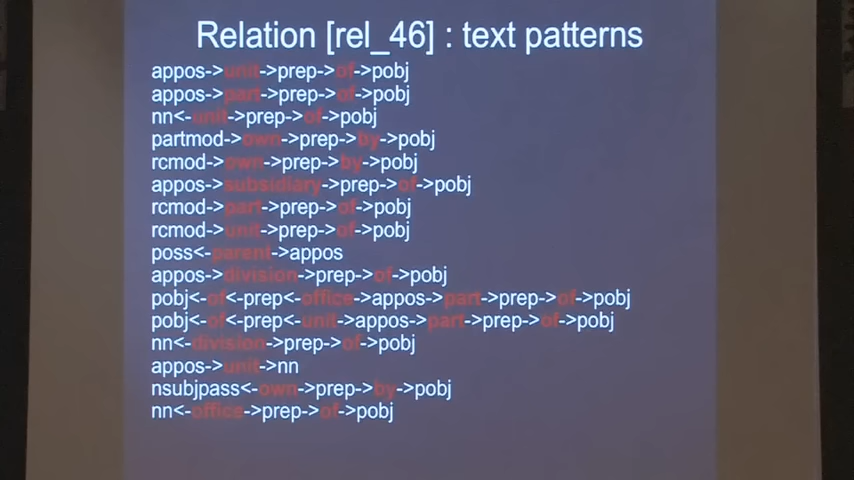 Relation [rel_46] : text patterns
appos->unit->prep->of->pobj
appos->part->prep->of->pobj
nn<-unit->prep->of->pobj
partmod->own->prep->by->pobj
rcmod->own->prep->by->pobj
appos->subsidiary->prep->of->pobj
rcmod->part->prep->of->pobj
rcmod->unit->prep->of->pobj
poss<-parent->appos
appos->division->prep->of->pobj
pobj<-of<-prep<-office->appos->part->prep->of->pobj
pobj<-of<-prep<-unit->appos->part->prep->of->pobj
nn<-division->prep->of->pobj
appos->unit->nn
nsubjpass<-own->prep->by->pobj
nn<-office->prep->of->pobj